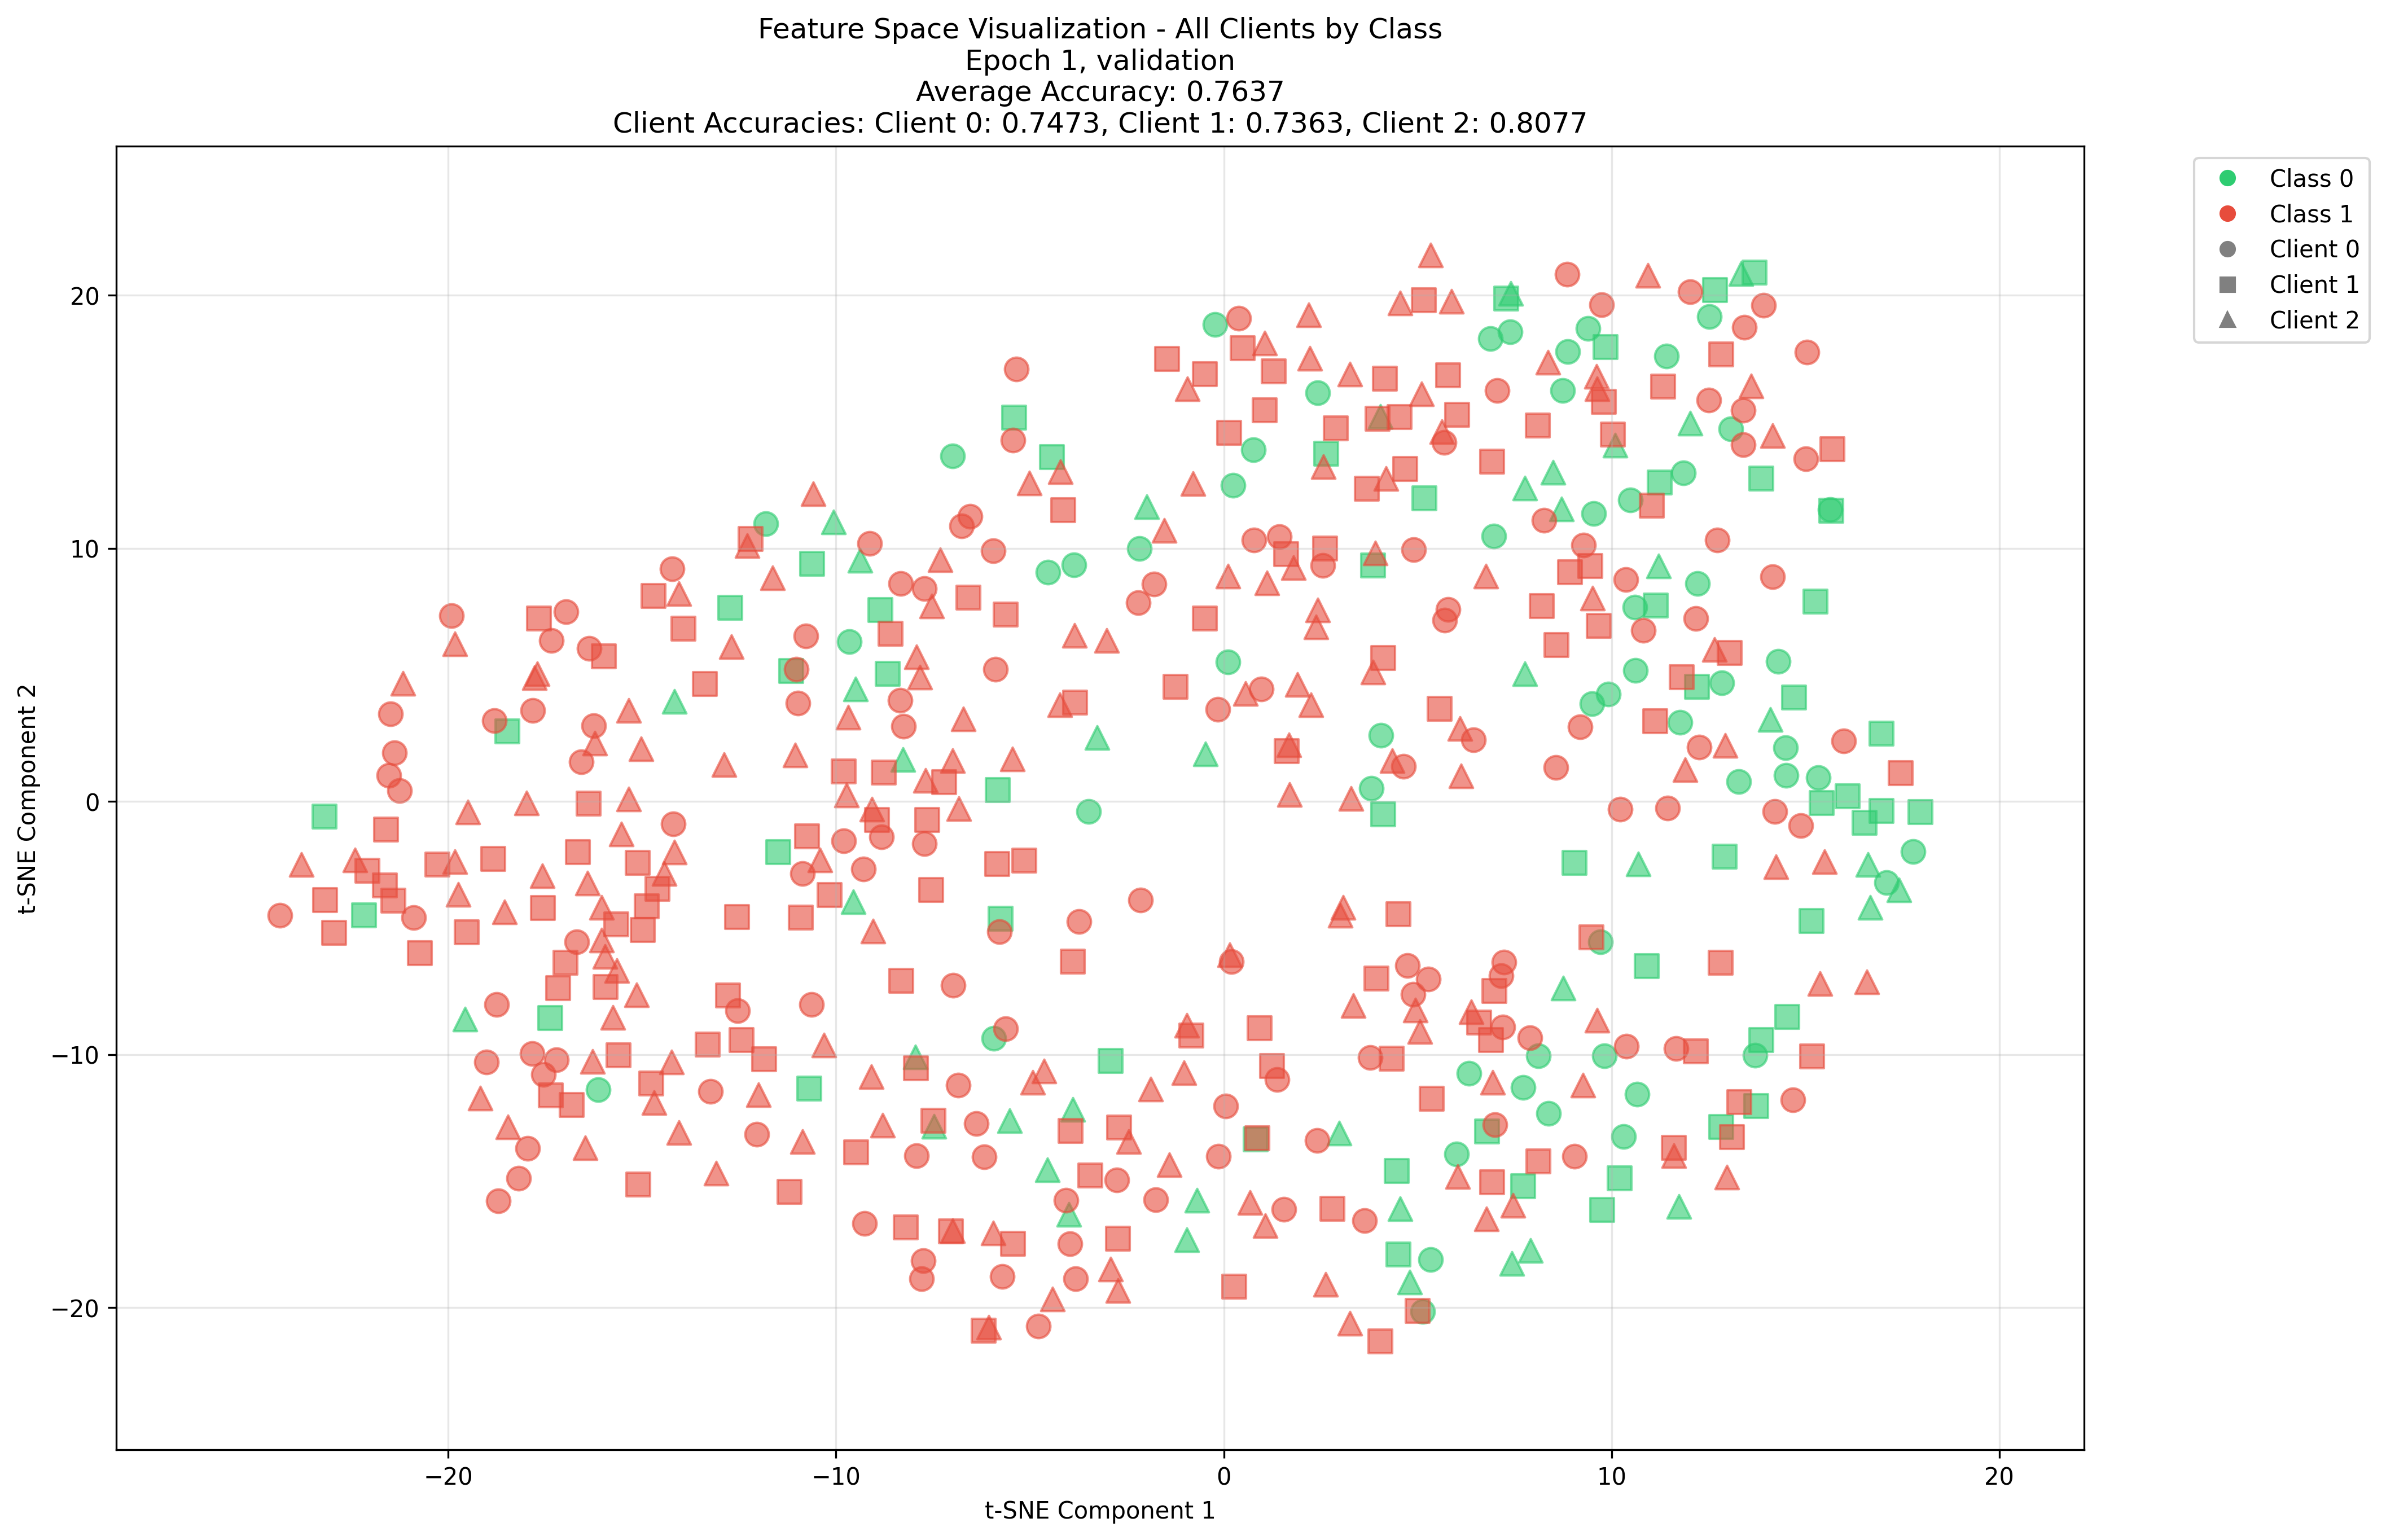 Feature Space Visualization - All Clients by Class
Epoch 1, validation
Average Accuracy: 0.7637
Client Accuracies: Client 0: 0.7473, Client 1: 0.7363, Client 2: 0.8077
Class 0
Class 1
Client 0
Client 1
Client 2
t-SNE Component 2
20
10
0
−10
−20
−20
−10
0
10
20
t-SNE Component 1